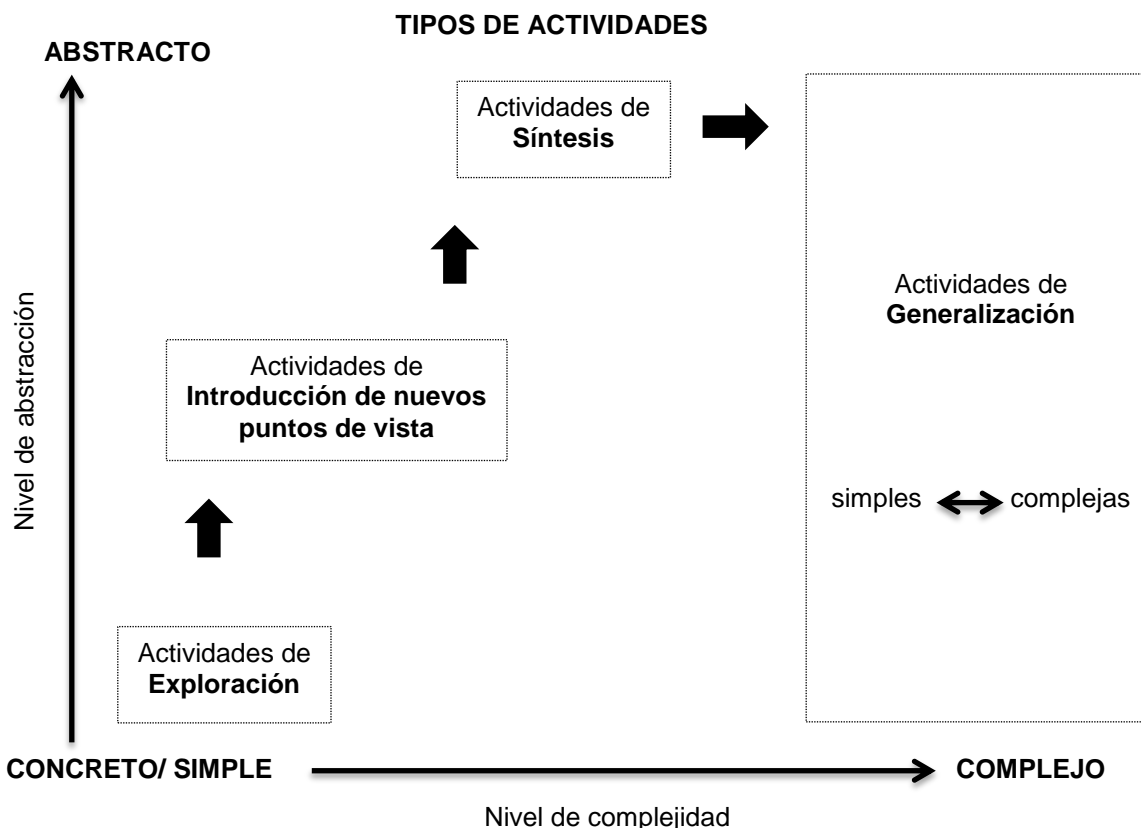 TIPOS DE ACTIVIDADES
ABSTRACTO
Actividades de
Síntesis
Actividades de
Generalización
Nivel de abstracción
Actividades de
Introducción de nuevos
puntos de vista
simples
complejas
Actividades de
Exploración
CONCRETO/ SIMPLE
COMPLEJO
Nivel de complejidad